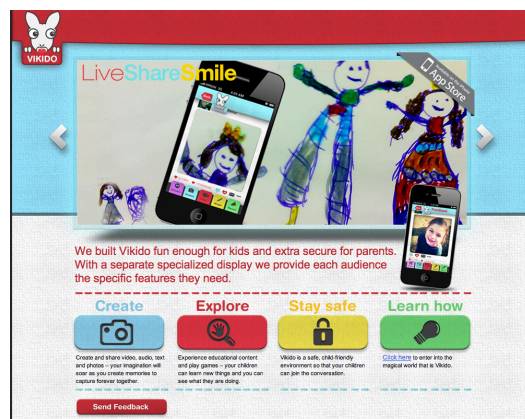 VIKIDO
LiveShareSmile
Available on the iPhone
App Store
We built Vikido fun enough for kids and extra secure for parents.
With a separate specialized display we provide each audience
the specific features they need.
Create
Explore
Stay safe
Learn how
Create and share video, audio, text
and photos – your imagination will
soar as you create memories to
capture forever together.
Experience educational content
and play games – your children
can learn new things and you can
see what they are doing.
Vikido is a safe, child-friendly
environment so that your children
can join the conversation.
Click here to enter into the
magical world that is Vikido.
Send Feedback